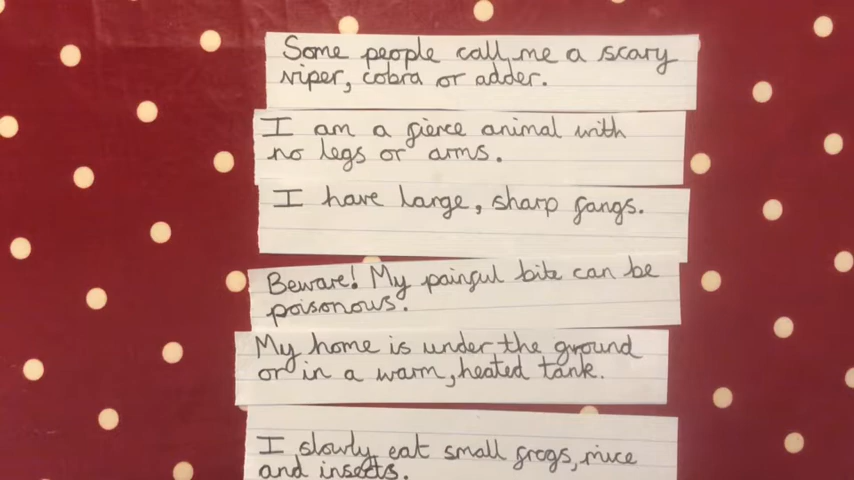 Some people call me a scary
viper, cobra or adder.
I am a fierce animal with
no legs or arms.
I have large, sharp fangs.
Beware! My painful bite can be
poisonous.
My home is under the ground
or in a warm, heated tank.
I slowly eat small frogs, mice
and insects.